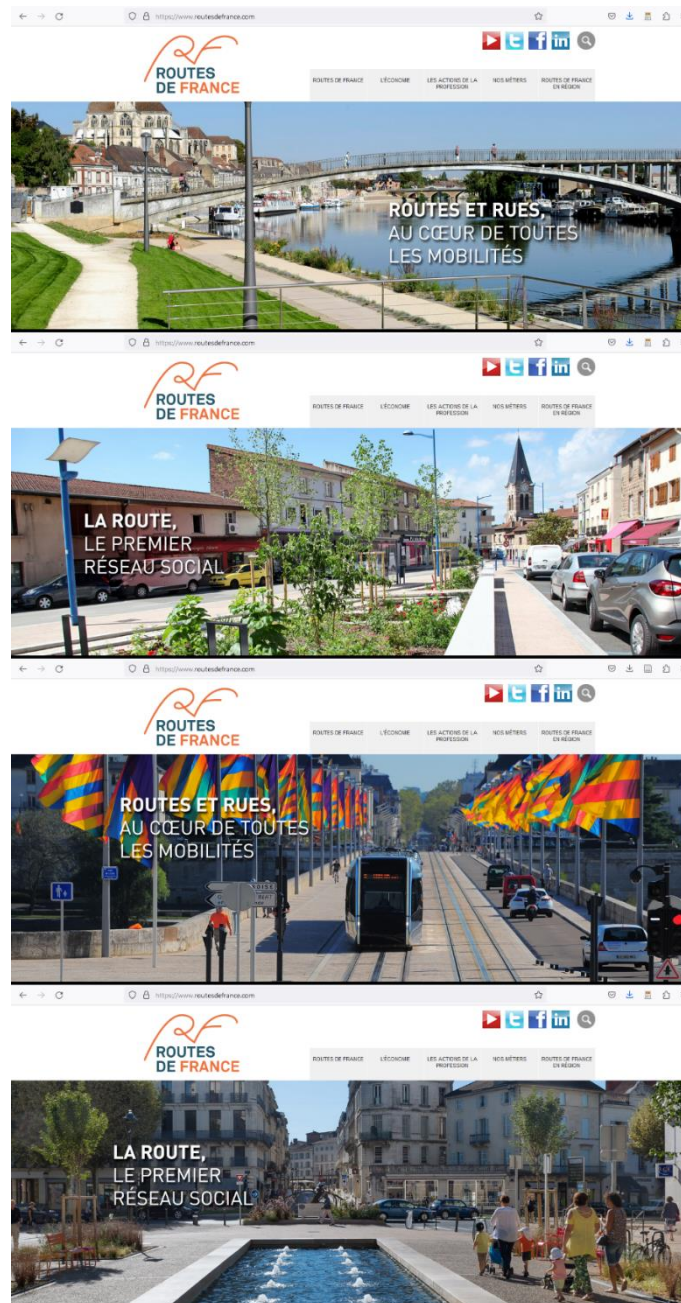 https://www.routesdefrance.com
ROUTES
DE FRANCE
ROUTES DE FRANCE
L'ÉCONOMIE
LES ACTIONS DE LA
PROFESSION
NOS MÉTIERS
ROUTES DE FRANCE
EN RÉGION
ROUTES ET RUES,
AU CŒUR DE TOUTES
LES MOBILITÉS
https://www.routesdefrance.com
ROUTES
DE FRANCE
ROUTES DE FRANCE
L'ÉCONOMIE
LES ACTIONS DE LA
PROFESSION
NOS MÉTIERS
ROUTES DE FRANCE
EN RÉGION
LA ROUTE,
LE PREMIER
RÉSEAU SOCIAL
https://www.routesdefrance.com
ROUTES
DE FRANCE
ROUTES DE FRANCE
L'ÉCONOMIE
LES ACTIONS DE LA
PROFESSION
NOS MÉTIERS
ROUTES DE FRANCE
EN RÉGION
ROUTES ET RUES,
AU CŒUR DE TOUTES
LES MOBILITÉS
https://www.routesdefrance.com
ROUTES
DE FRANCE
ROUTES DE FRANCE
L'ÉCONOMIE
LES ACTIONS DE LA
PROFESSION
NOS MÉTIERS
ROUTES DE FRANCE
EN RÉGION
LA ROUTE,
LE PREMIER
RÉSEAU SOCIAL